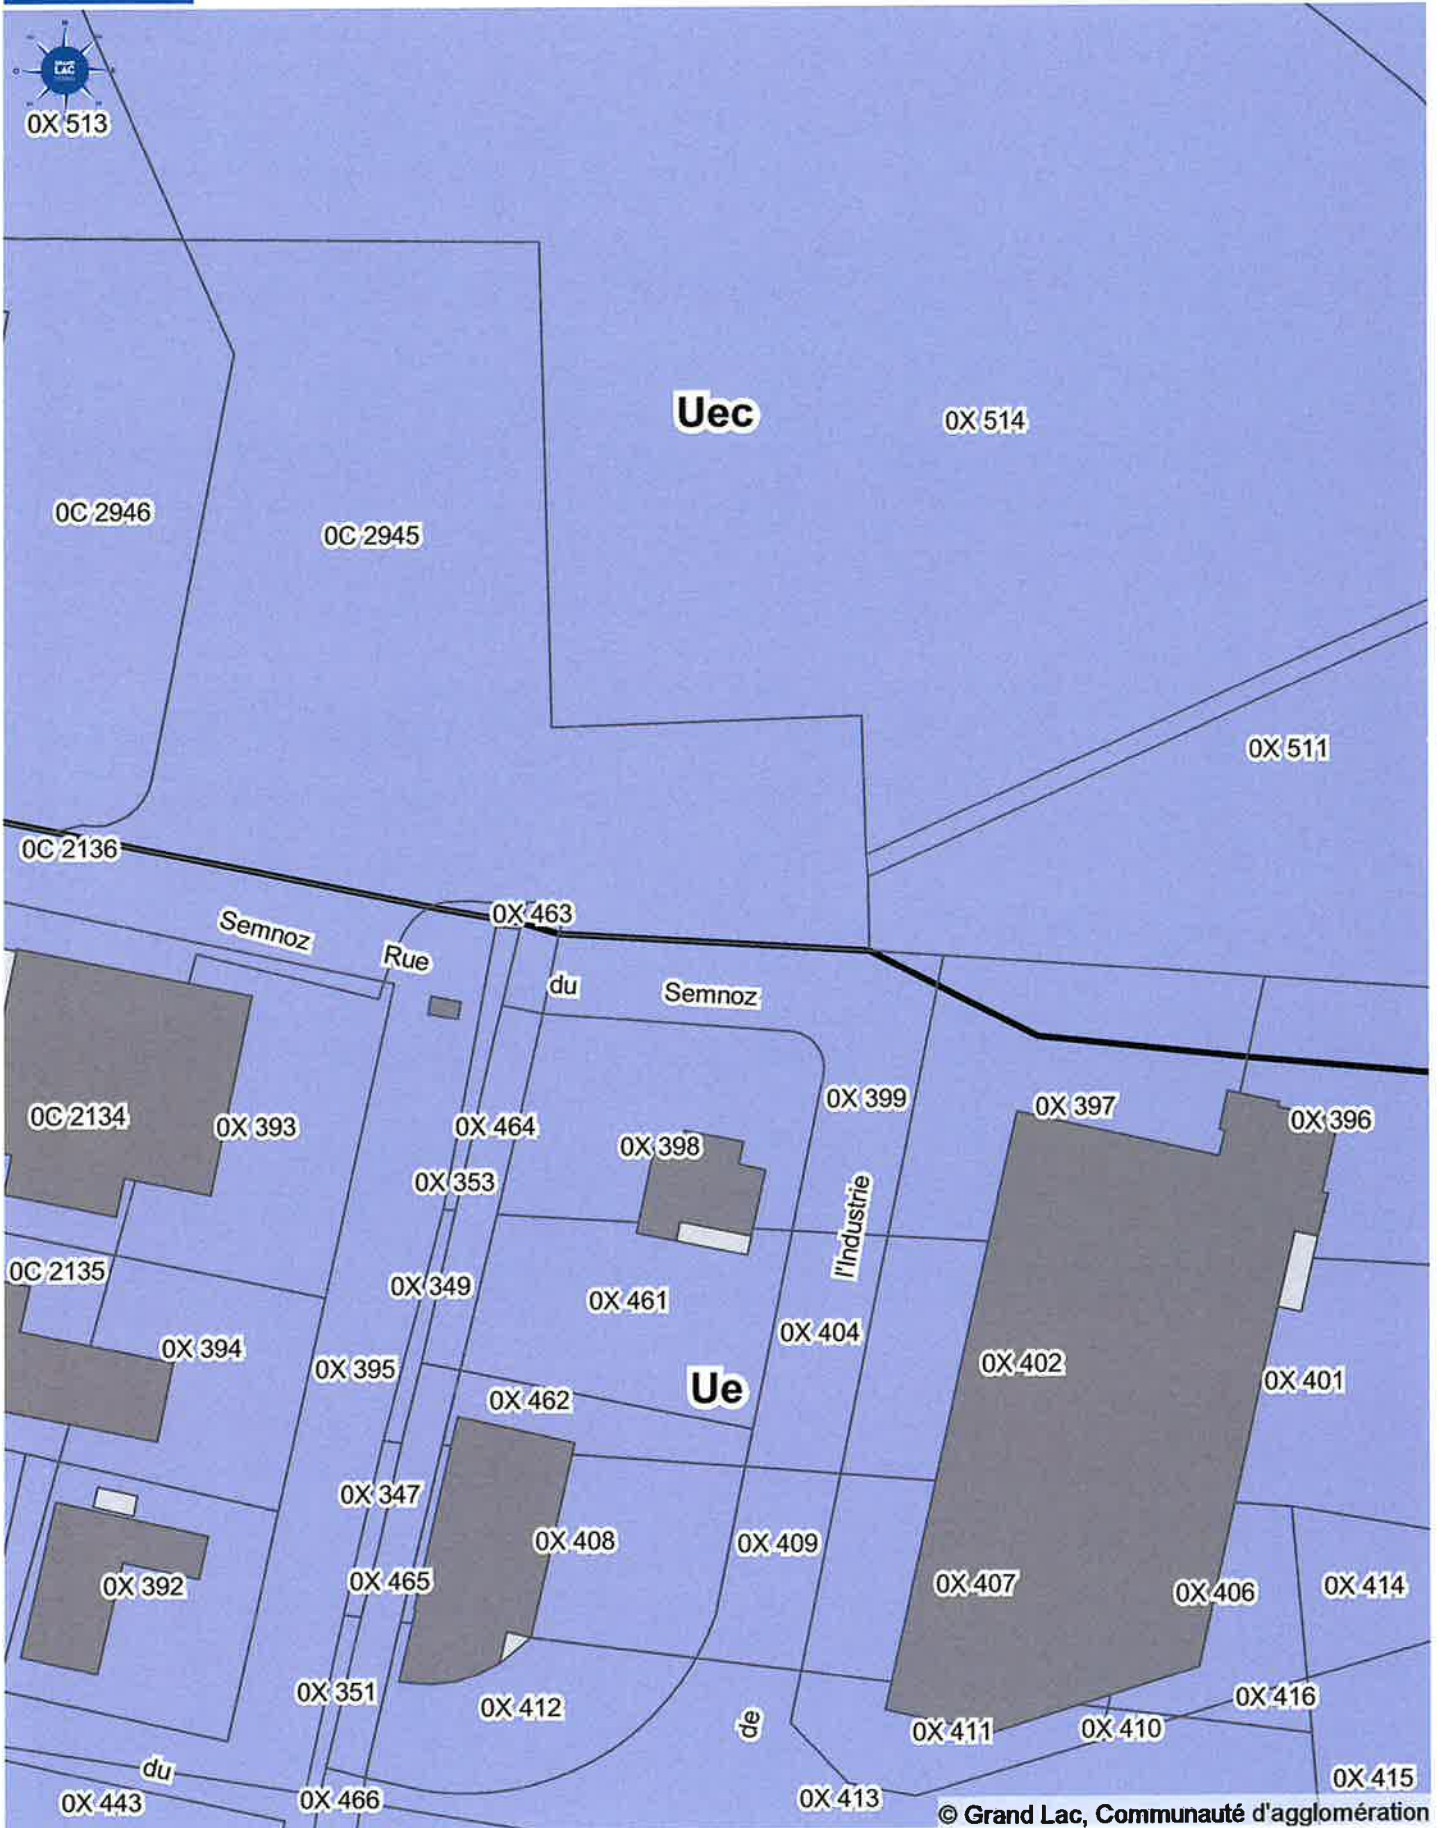 GRAND
LAC
0X 513
Uec
0X 514
0C 2946
0C 2945
0X 511
0C 2136
0X 463
Semnoz
Rue
du
Semnoz
0X 399
0X 397
0X 396
0C 2134
0X 393
0X 464
0X 398
0X 353
l'Industrie
0C 2135
0X 349
0X 461
0X 404
0X 394
0X 395
0X 402
0X 401
Ue
0X 462
0X 347
0X 408
0X 409
0X 465
0X 407
0X 406
0X 414
0X 392
0X 351
0X 412
0X 416
de
0X 411
0X 410
du
0X 415
0X 443
0X 466
0X 413
© Grand Lac, Communauté d'agglomération